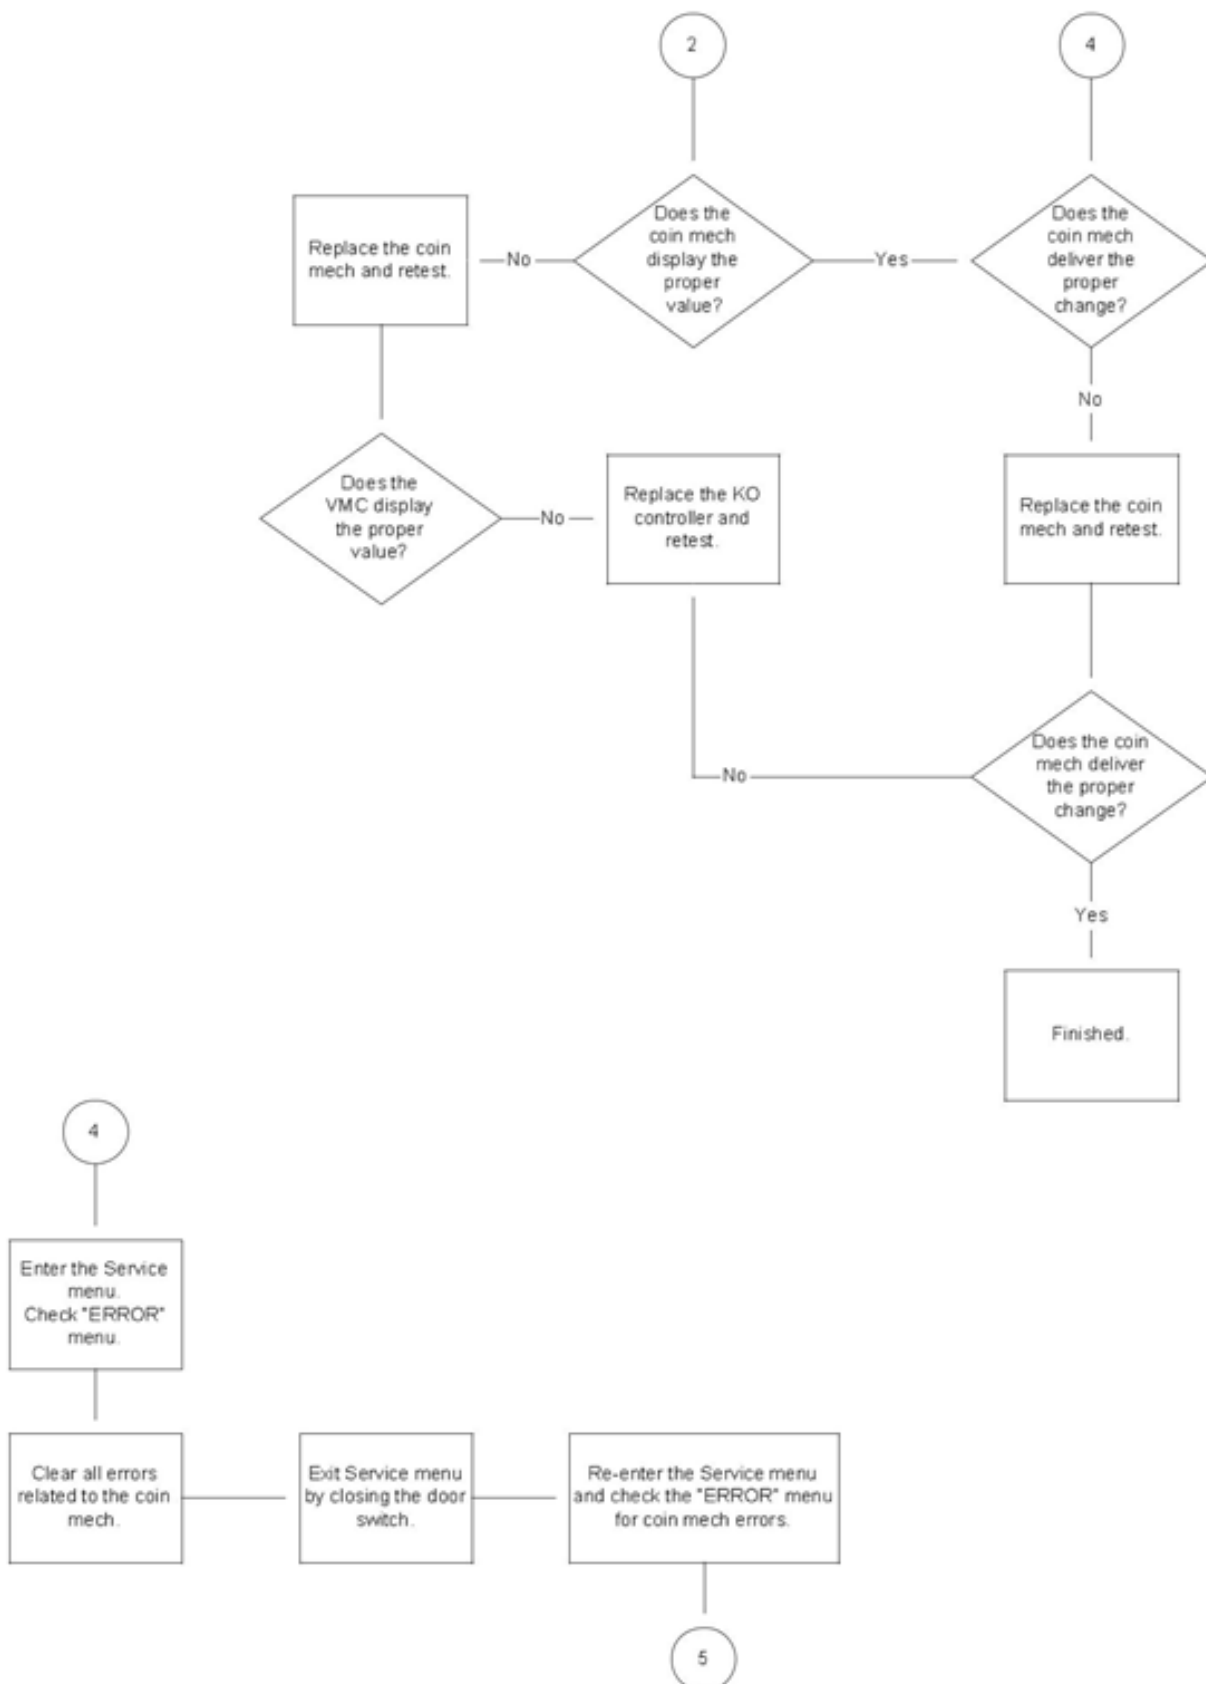 2
4
Replace the coin
mech and retest.
No
Does the
coin mech
display the
proper
value?
Yes
Does the
coin mech
deliver the
proper
change?
No
Does the
VMC display
the proper
value?
No
Replace the KO
controller and
retest.
Replace the coin
mech and retest.
No
Does the coin
mech deliver
the proper
change?
Yes
Finished.
4
Enter the Service
menu.
Check "ERROR"
menu.
Clear all errors
related to the coin
mech.
Exit Service menu
by closing the door
switch.
Re-enter the Service menu
and check the "ERROR" menu
for coin mech errors.
5